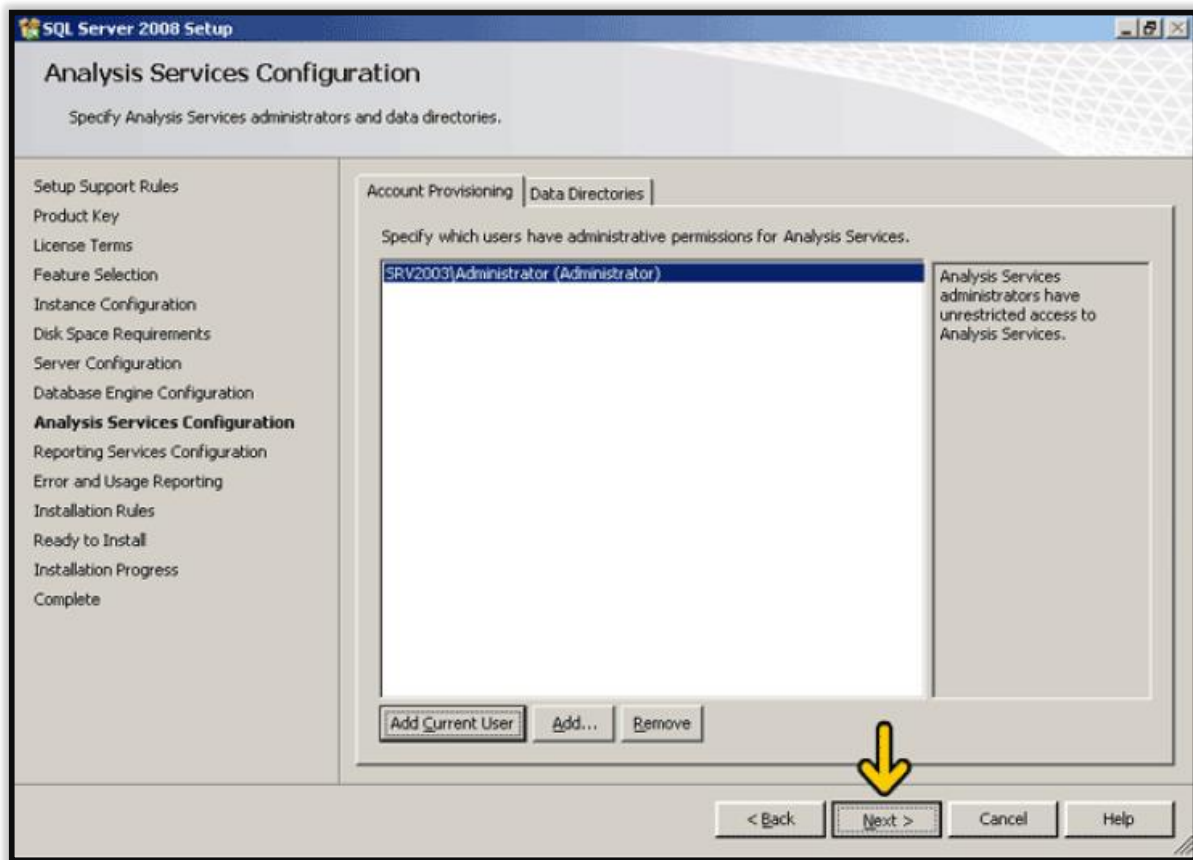 SQL Server 2008 Setup
Analysis Services Configuration
Specify Analysis Services administrators and data directories.
Setup Support Rules
Product Key
License Terms
Feature Selection
Instance Configuration
Disk Space Requirements
Server Configuration
Database Engine Configuration
Analysis Services Configuration
Reporting Services Configuration
Error and Usage Reporting
Installation Rules
Ready to Install
Installation Progress
Complete
Account Provisioning
Data Directories
Specify which users have administrative permissions for Analysis Services.
SRV2003\Administrator (Administrator)
Analysis Services
administrators have
unrestricted access to
Analysis Services.
Add Current User
Add...
Remove
< Back
Next >
Cancel
Help